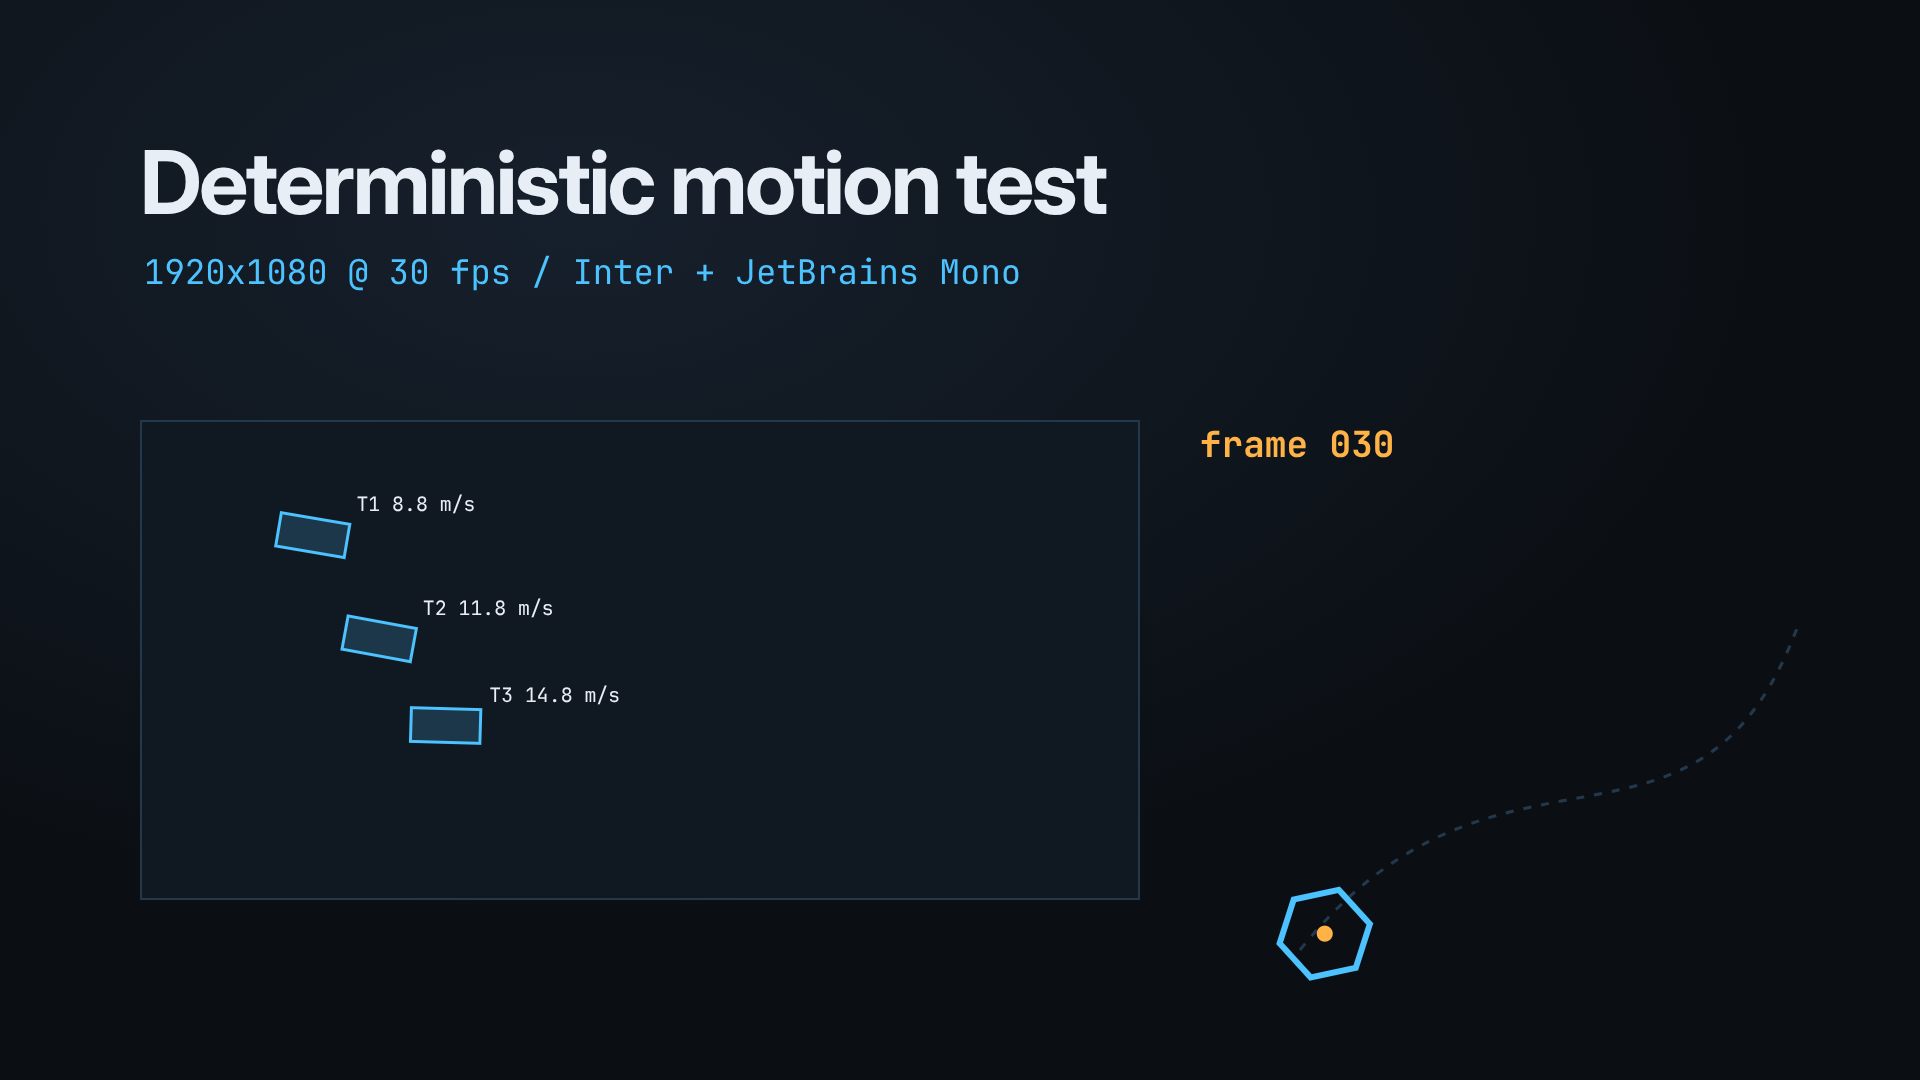 Deterministic motion test
1920x1080 @ 30 fps / Inter + JetBrains Mono
frame 030
T1 8.8 m/s
T2 11.8 m/s
T3 14.8 m/s